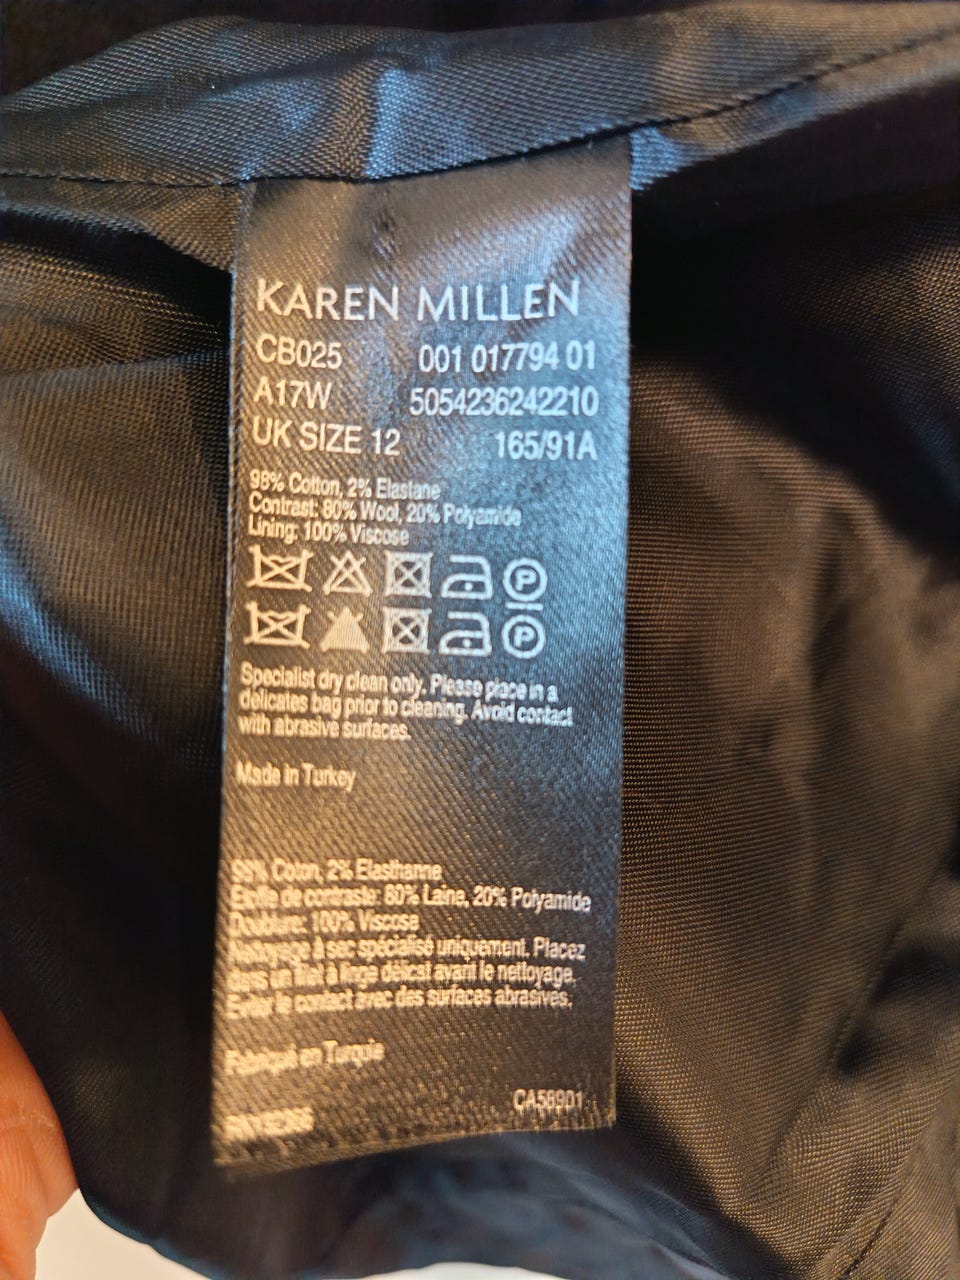 KAREN MILLEN
CB025 001 017794 01
A17W 5054236242210
UK SIZE 12 165/91A
98% Cotton, 2% Elastane
Contrast: 80% Wool, 20% Polyamide
Lining: 100% Viscose
P
P
Specialist dry clean only. Please place in a
delicates bag prior to cleaning. Avoid contact
with abrasive surfaces.
Made in Turkey
98% Coton, 2% Elasthanne
Etoffe de contraste: 80% Laine, 20% Polyamide
Doublure: 100% Viscose
Nettoyage à sec spécialisé uniquement. Placez
dans un filet à linge délicat avant le nettoyage.
Eviter le contact avec des surfaces abrasives.
Fabriqué en Turquie
CA58901